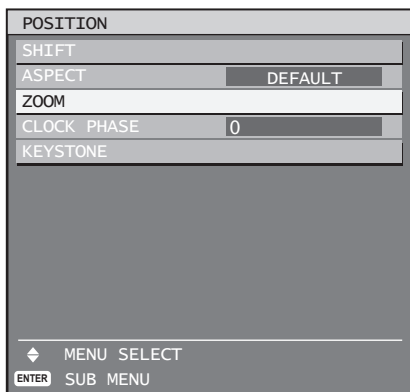 POSITION
SHIFT
ASPECT DEFAULT
ZOOM
CLOCK PHASE 0
KEYSTONE
MENU SELECT
ENTER SUB MENU